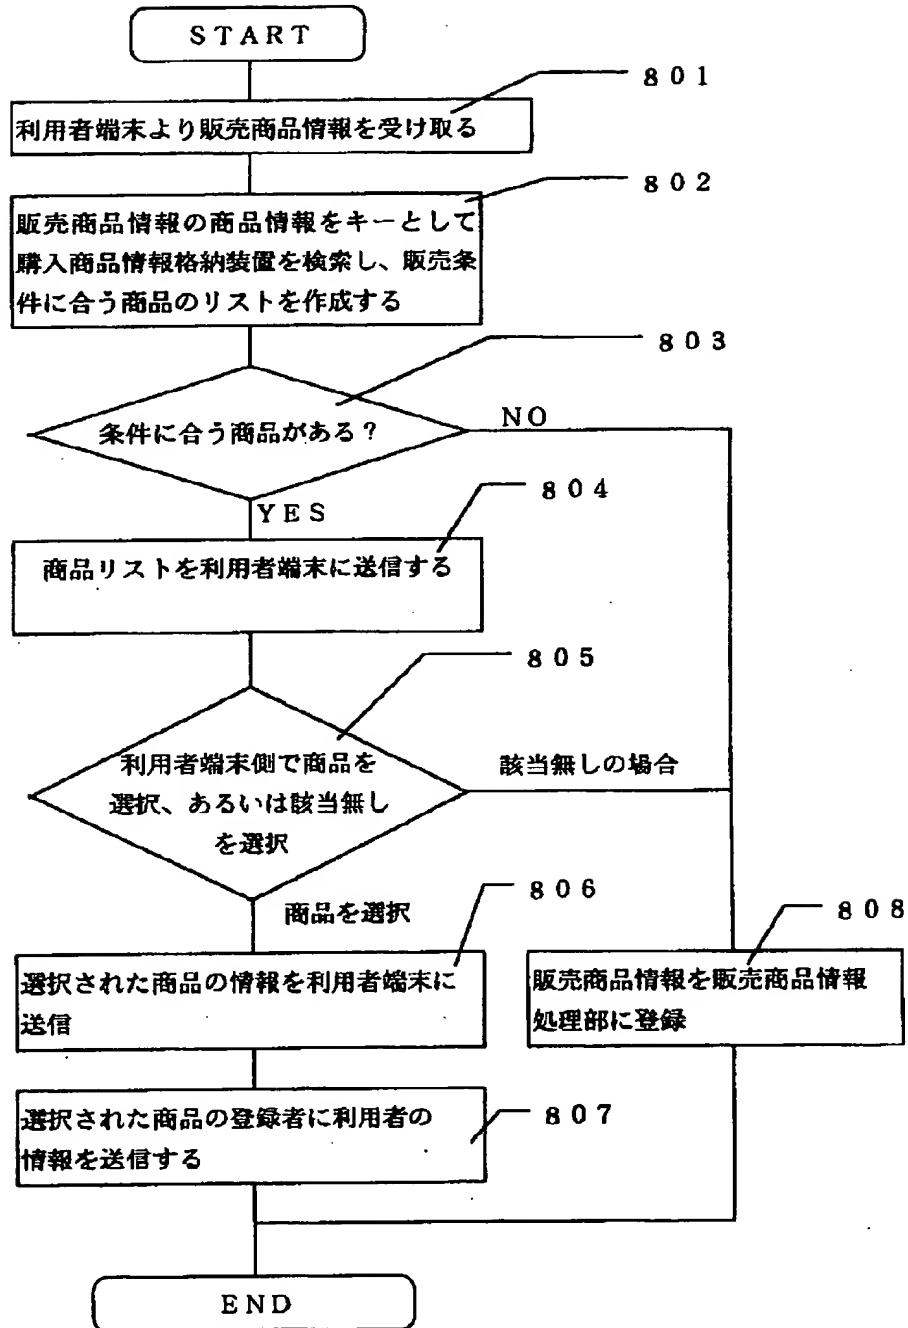 START
801
利用者端末より販売商品情報を受け取る
802
販売商品情報の商品情報をキーとして
購入商品情報格納装置を検索し、販売条
件に合う商品のリストを作成する
803
条件に合う商品がある?
NO
YES
804
商品リストを利用者端末に送信する
805
利用者端末側で商品を
選択、あるいは該当無し
を選択
該当無しの場合
商品を選択
806
選択された商品の情報を利用者端末に
送信
808
販売商品情報を販売商品情報
処理部に登録
807
選択された商品の登録者に利用者の
情報を送信する
END